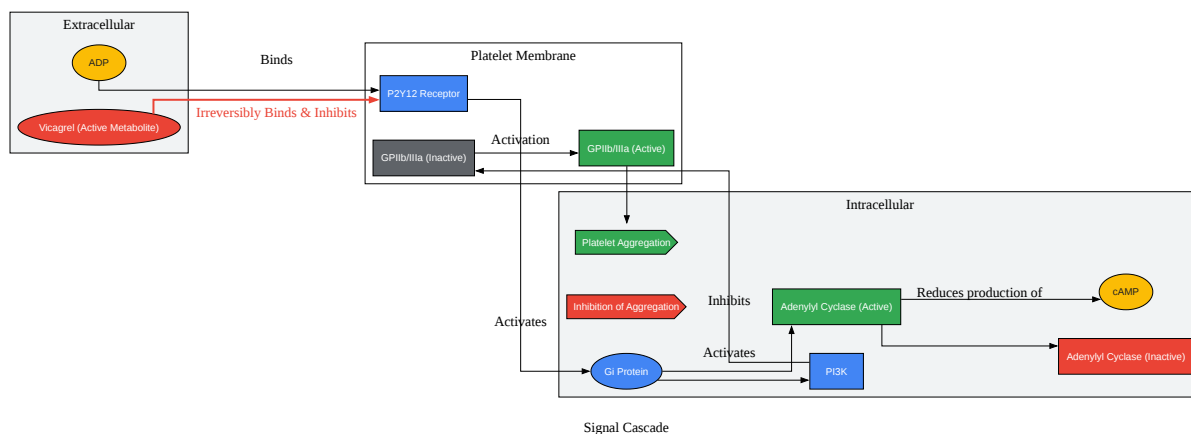 Extracellular
ADP
Vicagrel (Active Metabolite)
Binds
Irreversibly Binds & Inhibits
Platelet Membrane
P2Y12 Receptor
GPIIb/IIIa (Inactive)
Activation
GPIIb/IIIa (Active)
Intracellular
Platelet Aggregation
Inhibition of Aggregation
Inhibits
Activates
Activates
Gi Protein
PI3K
Adenylyl Cyclase (Active)
Reduces production of
cAMP
Adenylyl Cyclase (Inactive)
Signal Cascade